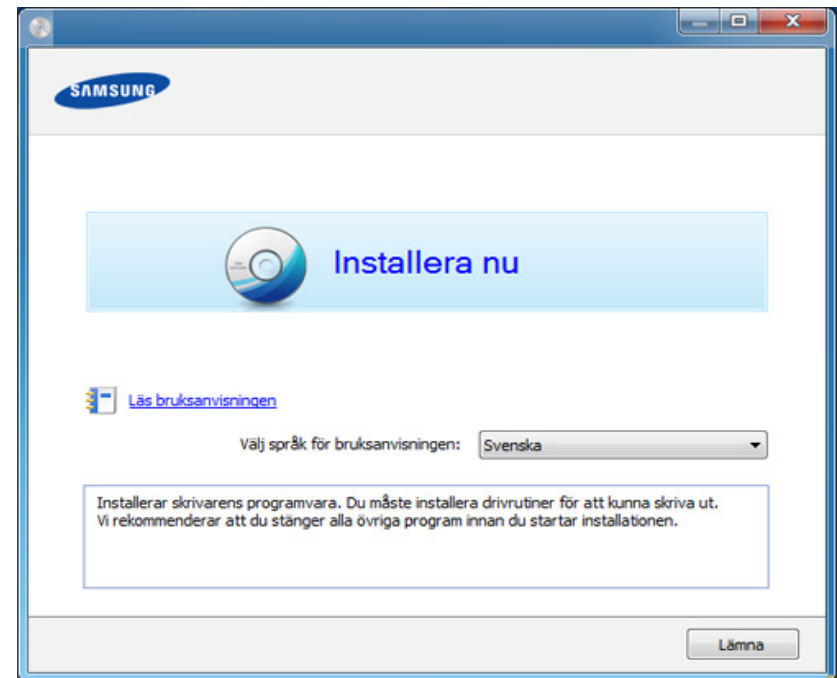 SAMSUNG
Installera nu
Läs bruksanvisningen
Välj språk för bruksanvisningen: Svenska
Installerar skrivarens programvara. Du måste installera drivrutiner för att kunna skriva ut.
Vi rekommenderar att du stänger alla övriga program innan du startar installationen.
Lämna